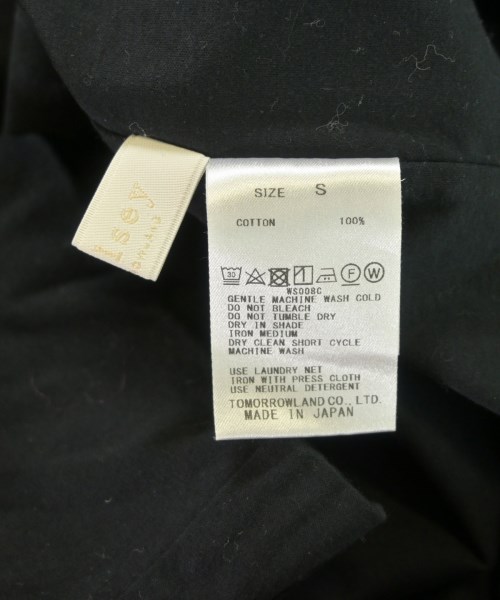 SIZE S
COTTON 100%
30 F W
WS008C
GENTLE MACHINE WASH COLD
DO NOT BLEACH
DO NOT TUMBLE DRY
DRY IN SHADE
IRON MEDIUM
DRY CLEAN SHORT CYCLE
MACHINE WASH
USE LAUNDRY NET
IRON WITH PRESS CLOTH
USE NEUTRAL DETERGENT
TOMORROWLAND CO., LTD.
MADE IN JAPAN